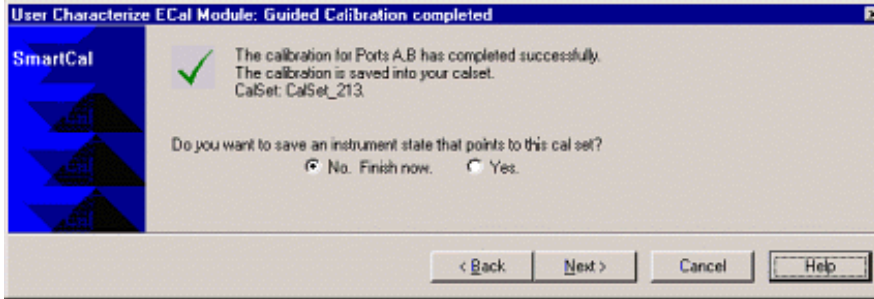 User Characterize ECal Module: Guided Calibration completed
SmartCal
The calibration for Ports A,B has completed successfully.
The calibration is saved into your calset.
CalSet: CalSet_213.
Do you want to save an instrument state that points to this cal set?
No. Finish now. Yes.
< Back Next > Cancel Help